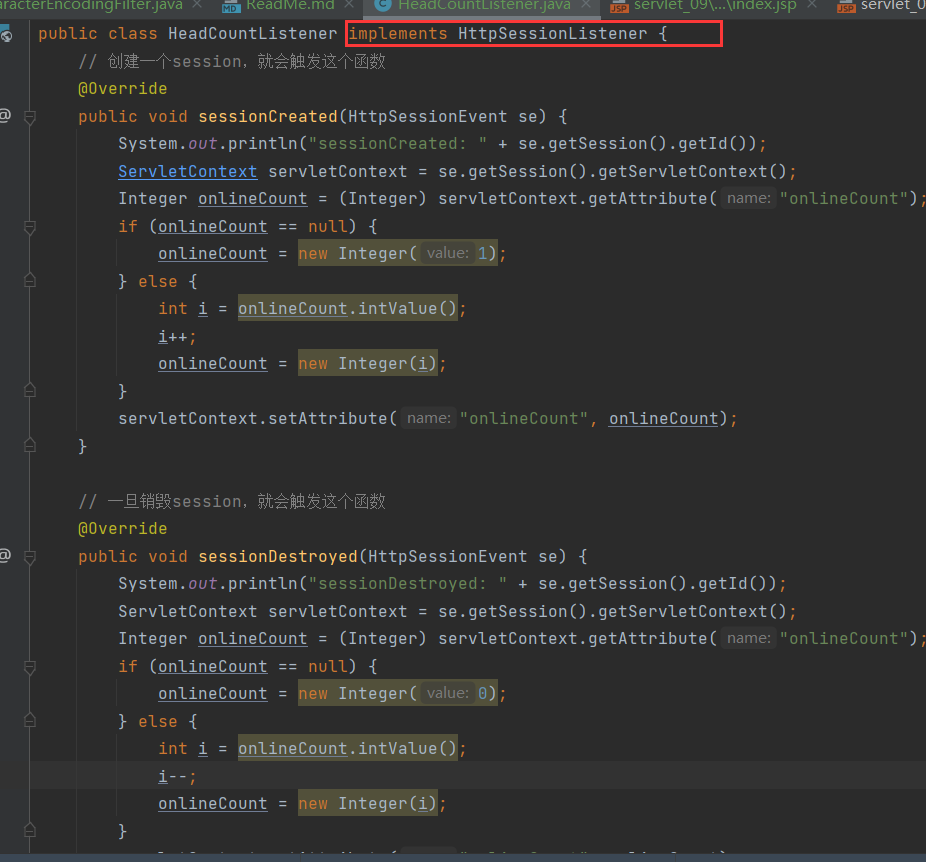 aracterEncodingFilter.java × MD ReadMe.md × C HeadCountListener.java × JSP servlet_09\...\index.jsp × JSP servlet_0
public class HeadCountListener implements HttpSessionListener {
// 创建一个session，就会触发这个函数
@Override
@ public void sessionCreated(HttpSessionEvent se) {
System.out.println("sessionCreated: " + se.getSession().getId());
ServletContext servletContext = se.getSession().getServletContext();
Integer onlineCount = (Integer) servletContext.getAttribute( name: "onlineCount");
if (onlineCount == null) {
onlineCount = new Integer( value: 1);
} else {
int i = onlineCount.intValue();
i++;
onlineCount = new Integer(i);
}
servletContext.setAttribute( name: "onlineCount", onlineCount);
}
// 一旦销毁session，就会触发这个函数
@Override
@ public void sessionDestroyed(HttpSessionEvent se) {
System.out.println("sessionDestroyed: " + se.getSession().getId());
ServletContext servletContext = se.getSession().getServletContext();
Integer onlineCount = (Integer) servletContext.getAttribute( name: "onlineCount");
if (onlineCount == null) {
onlineCount = new Integer( value: 0);
} else {
int i = onlineCount.intValue();
i--;
onlineCount = new Integer(i);
}